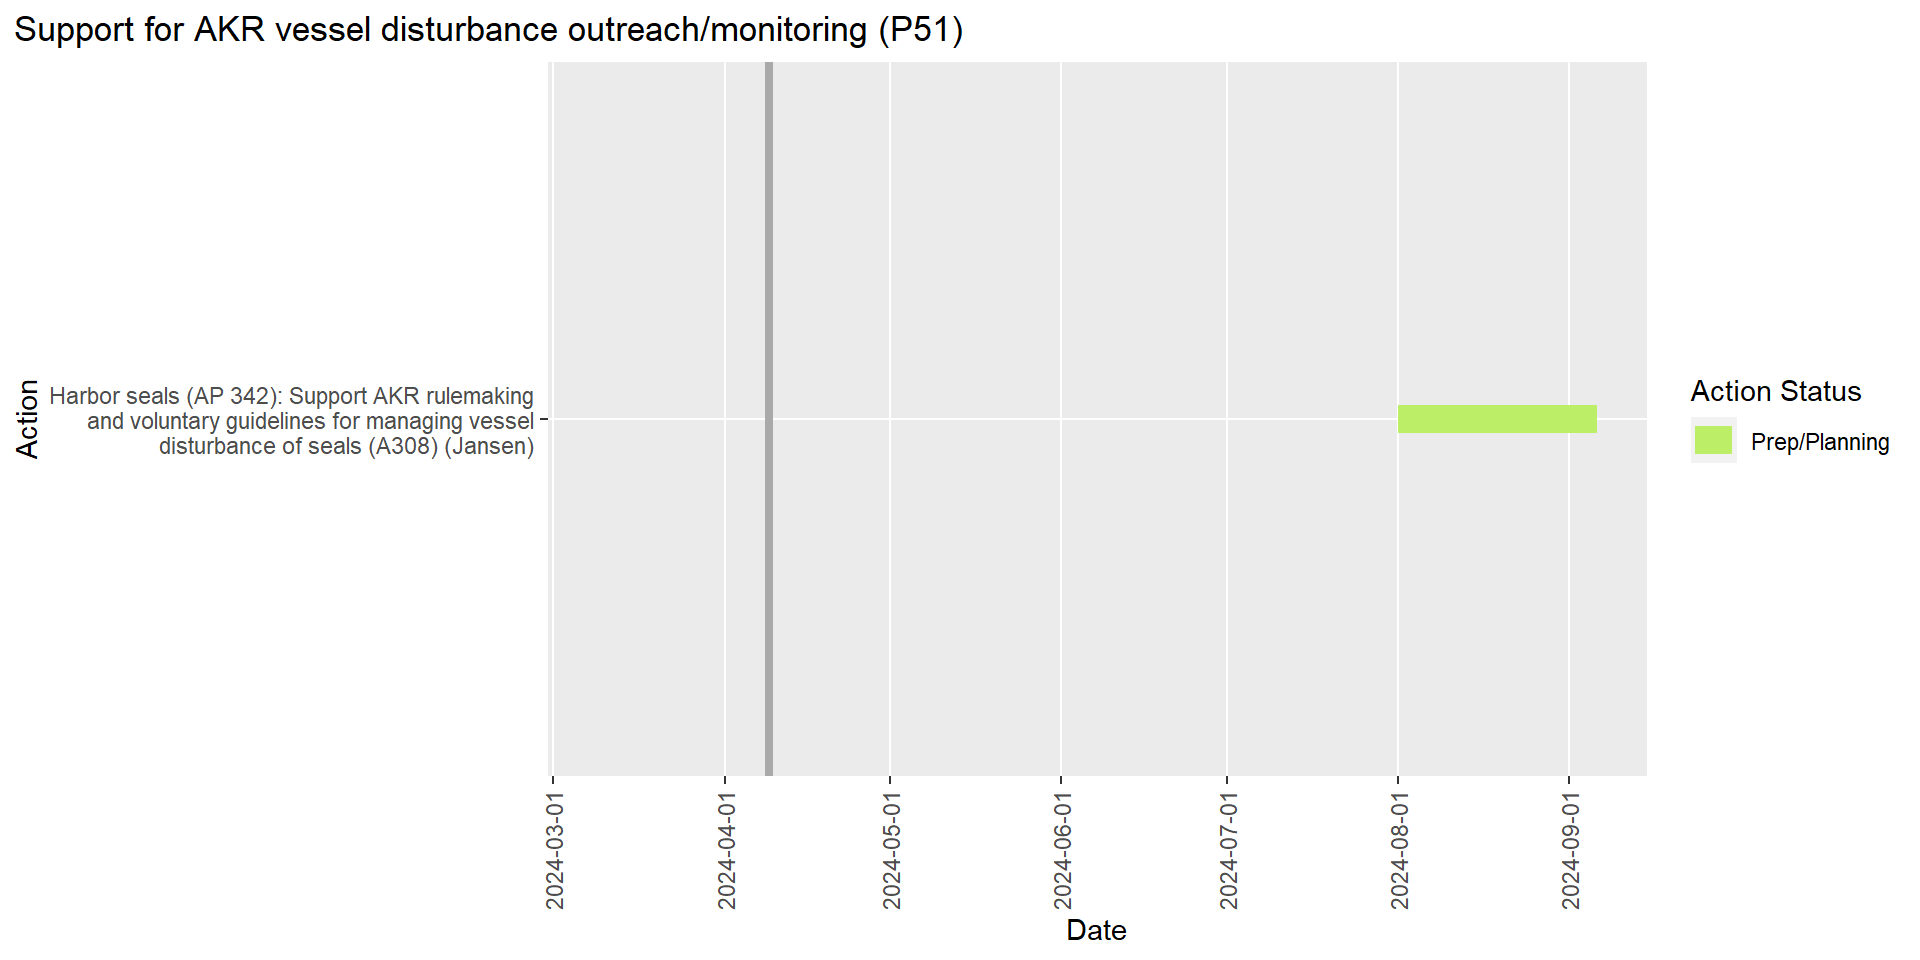 Support for AKR vessel disturbance outreach/monitoring (P51)
Action
Harbor seals (AP 342): Support AKR rulemaking
and voluntary guidelines for managing vessel
disturbance of seals (A308) (Jansen)
Action Status
Prep/Planning
2024-03-01
2024-04-01
2024-05-01
2024-06-01
2024-07-01
2024-08-01
2024-09-01
Date